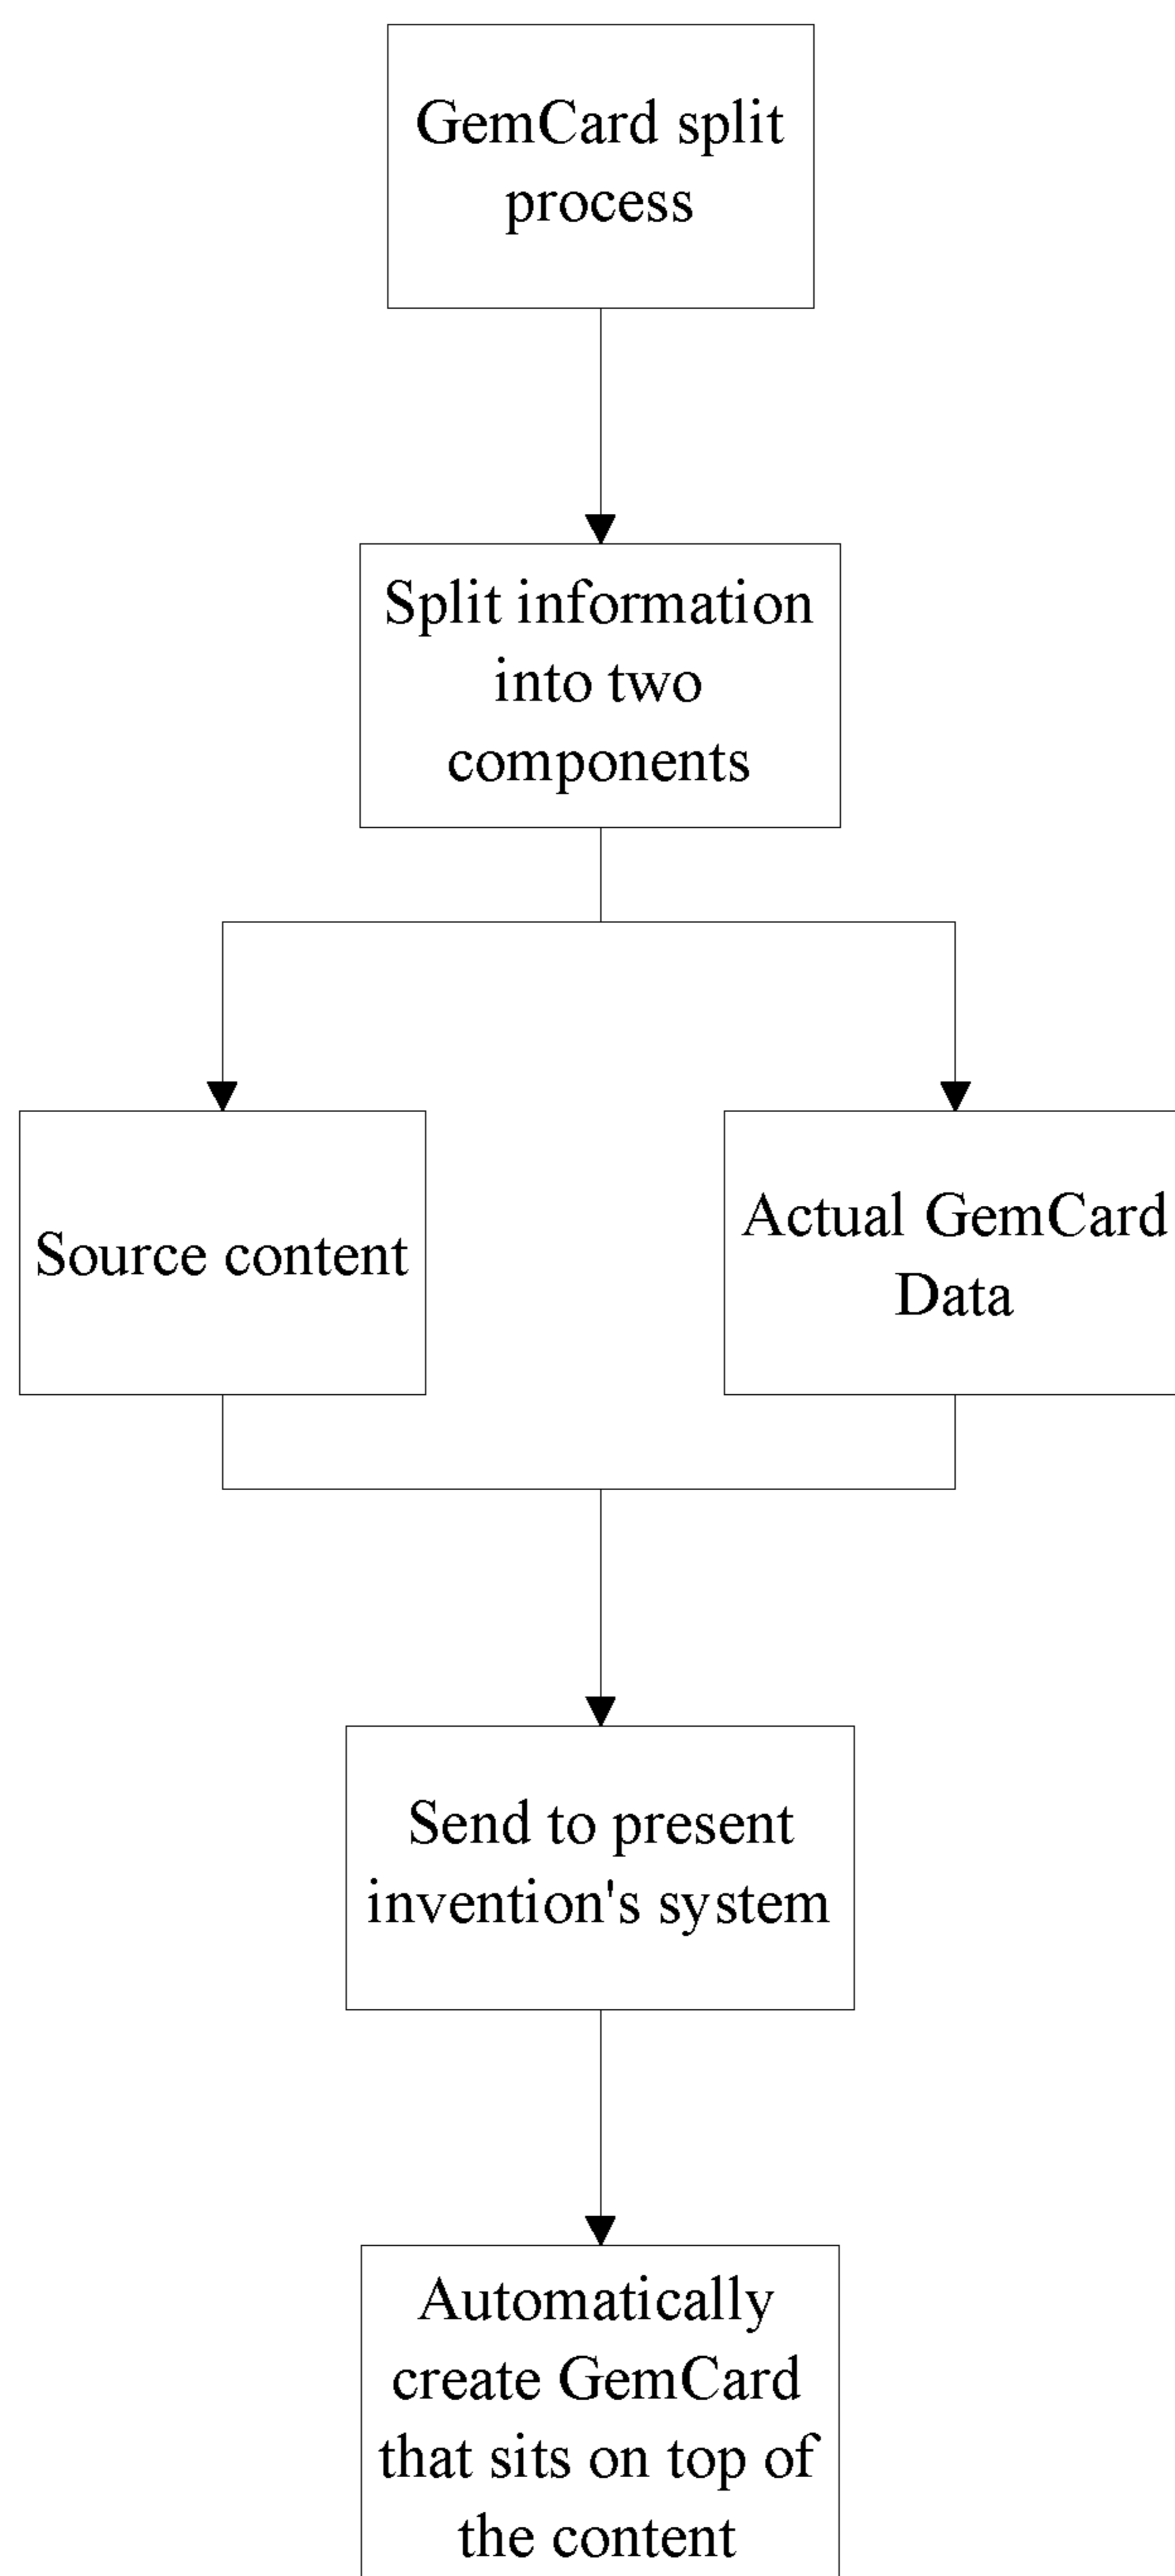 GemCard split
process
Split information
into two
components
Source content
Actual GemCard
Data
Send to present
invention's system
Automatically
create GemCard
that sits on top of
the content